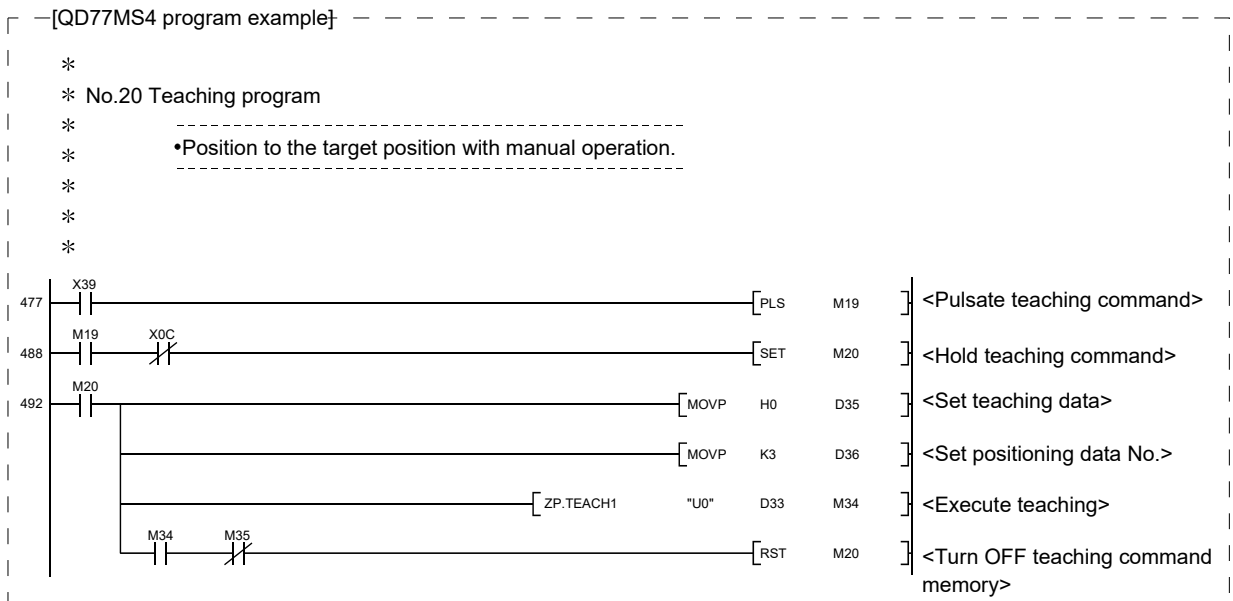 [QD77MS4 program example]
*
* No.20 Teaching program
*
* •Position to the target position with manual operation.
*
*
*
X39
477 PLS M19 <Pulsate teaching command>
M19 X0C
488 SET M20 <Hold teaching command>
M20
492 MOVP H0 D35 <Set teaching data>
MOVP K3 D36 <Set positioning data No.>
ZP.TEACH1 "U0" D33 M34 <Execute teaching>
M34 M35
RST M20 <Turn OFF teaching command
memory>